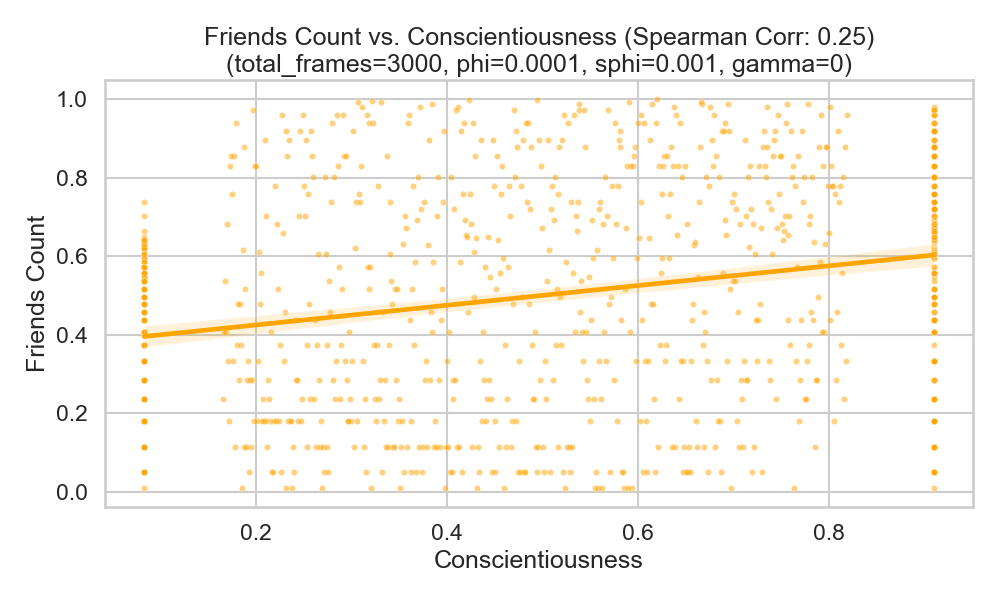 Friends Count vs. Conscientiousness (Spearman Corr: 0.25)
(total_frames=3000, phi=0.0001, sphi=0.001, gamma=0)
1.0
0.8
0.6
0.4
0.2
0.0
Friends Count
0.2 0.4 0.6 0.8
Conscientiousness